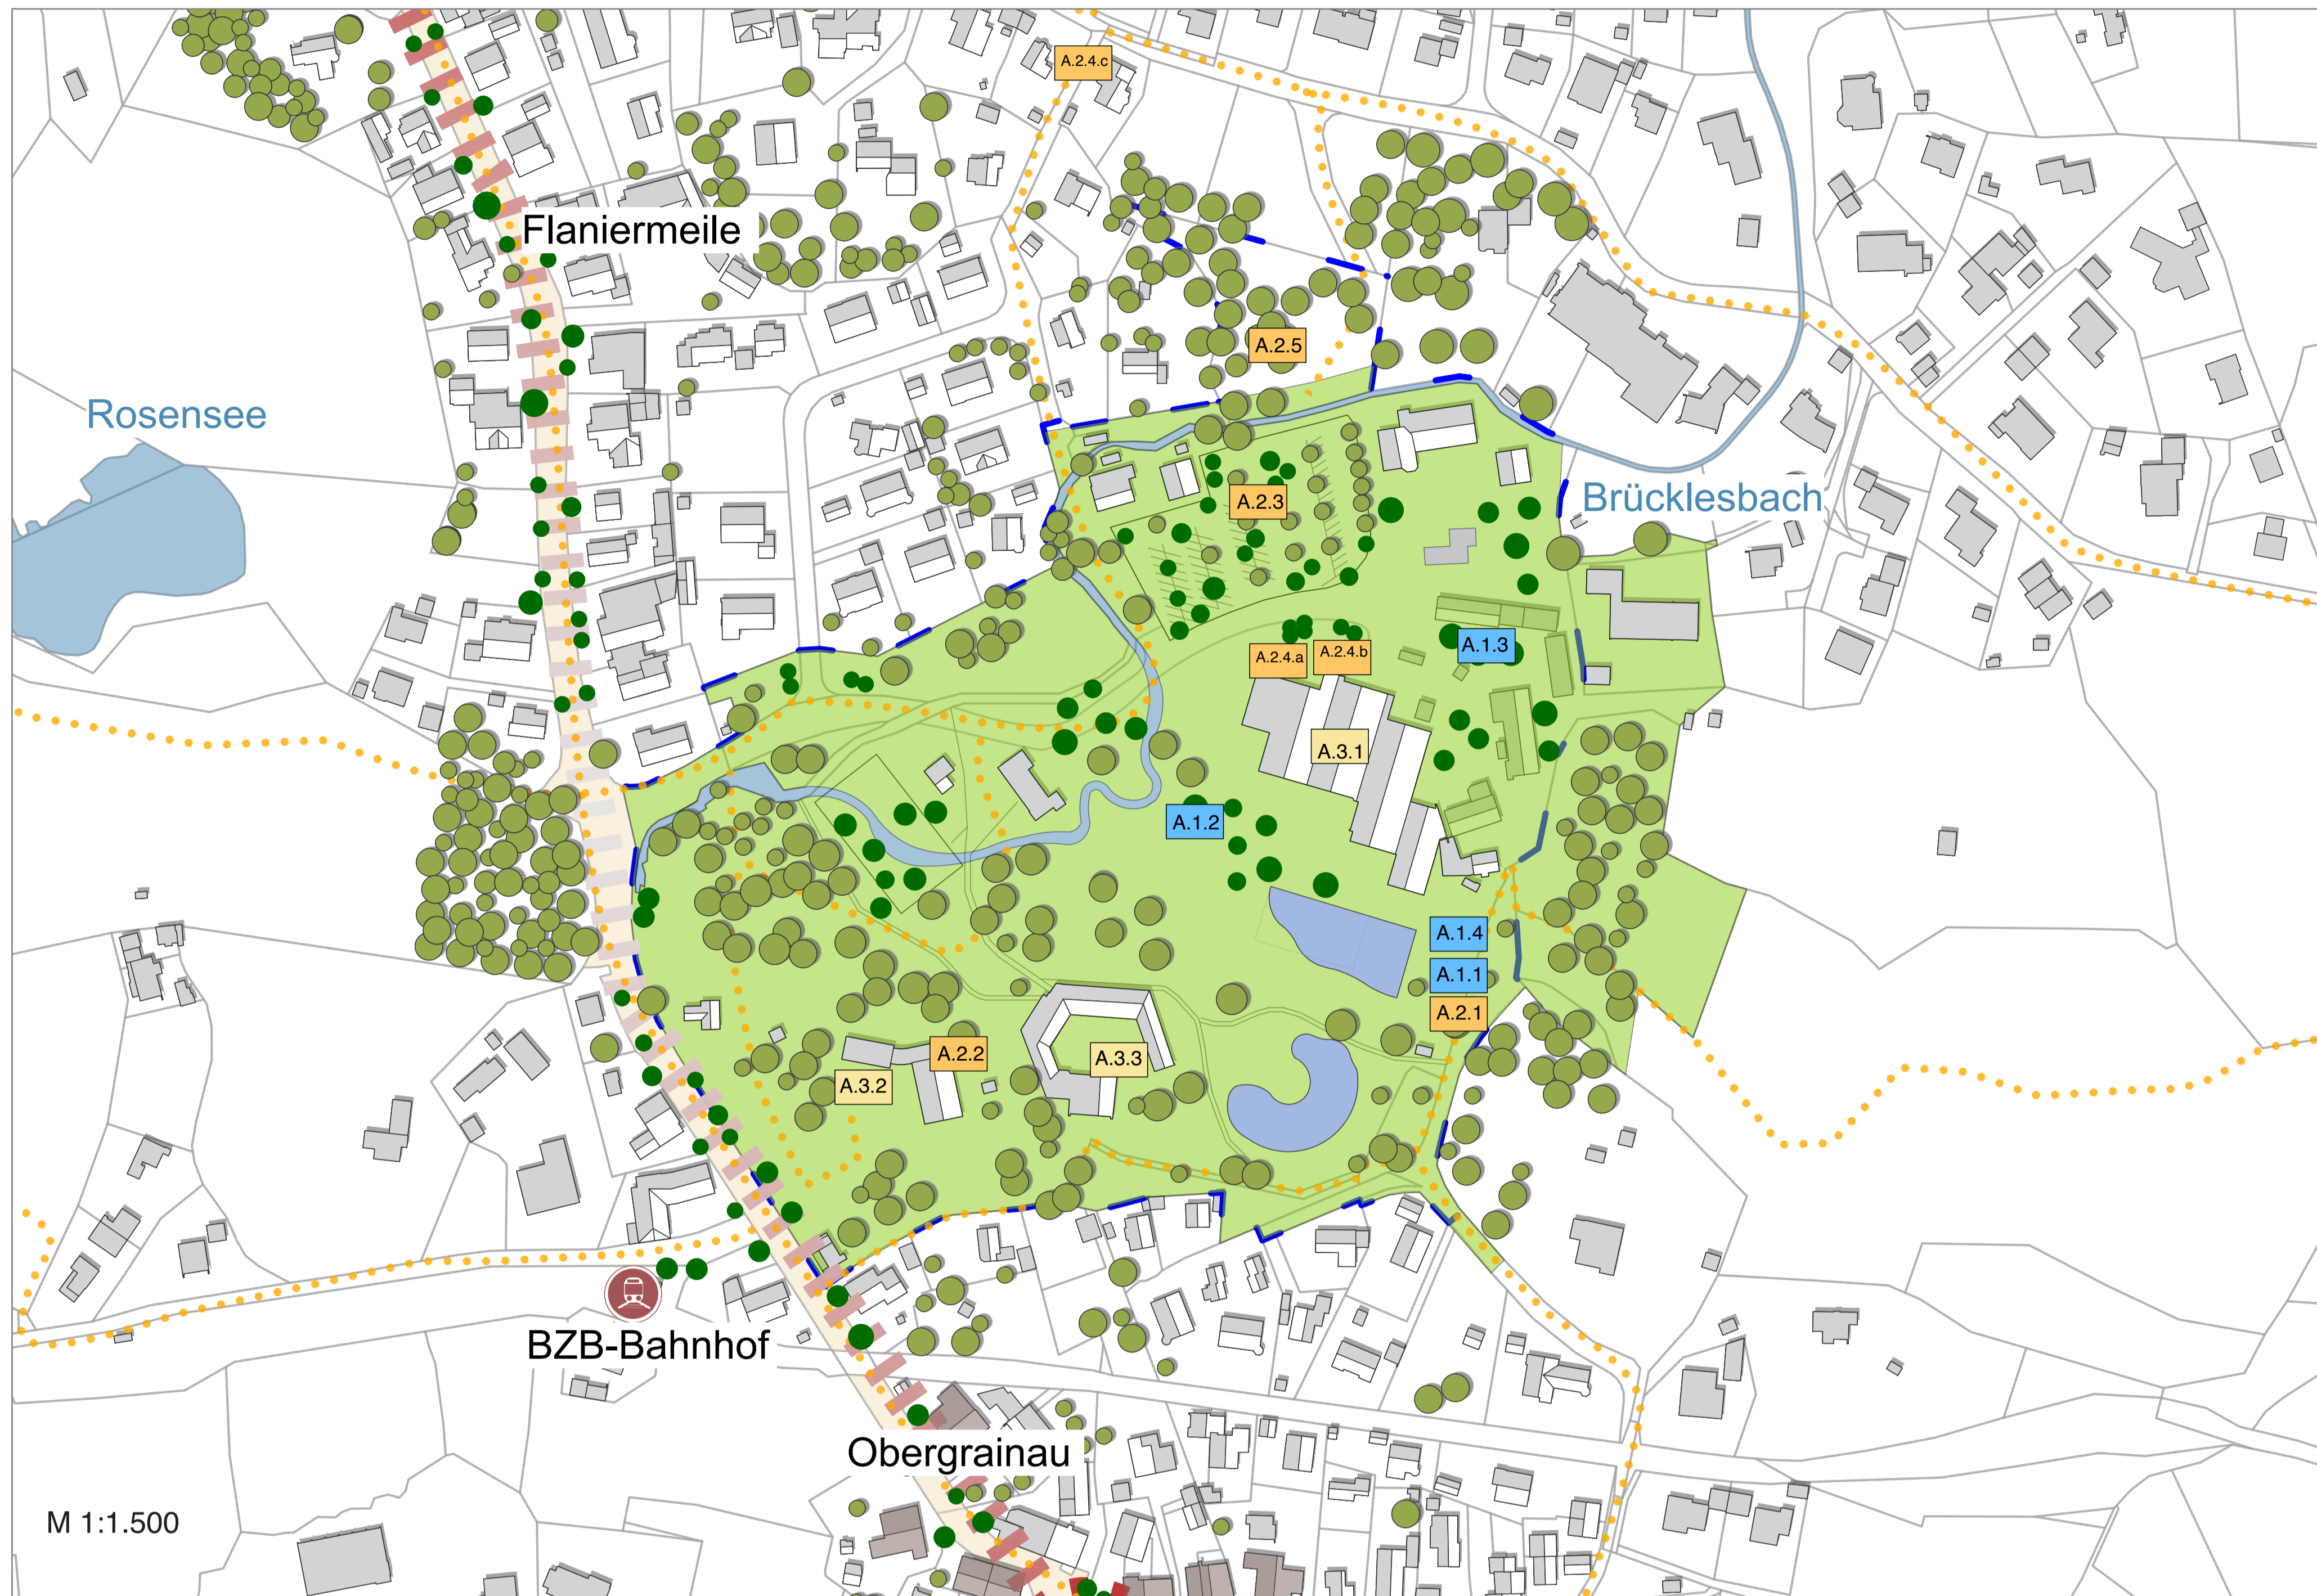 A.2.4.c
Flaniermeile
A.2.5
Rosensee
A.2.3
Brücklesbach
A.1.3
A.2.4.a
A.2.4.b
A.3.1
A.1.2
A.1.4
A.1.1
A.2.1
A.2.2
A.3.3
A.3.2
BZB-Bahnhof
Obergrainau
M 1:1.500